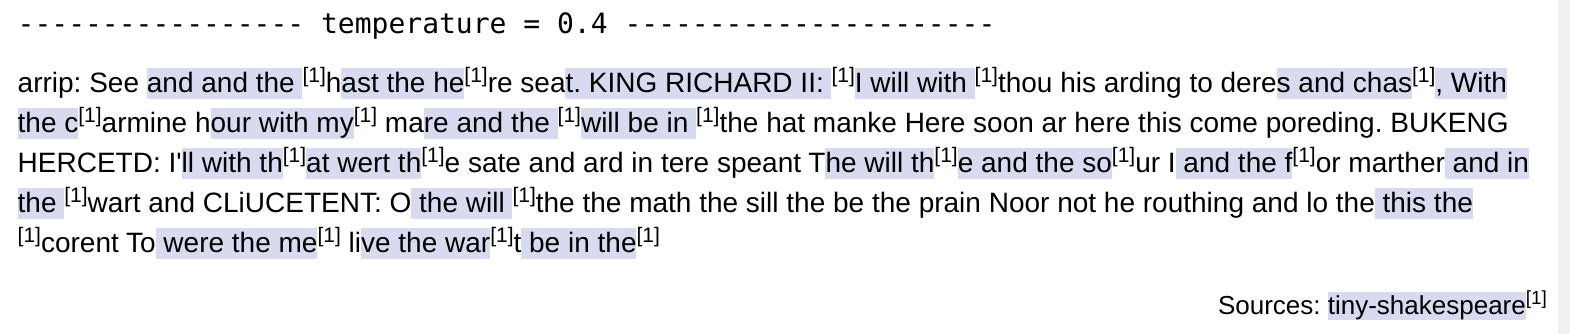 ----------------- temperature = 0.4 ----------------------
arrip: See and and the [1]hast the he[1]re seat. KING RICHARD II: [1]I will with [1]thou his arding to deres and chas[1], With
the c[1]armine hour with my[1] mare and the [1]will be in [1]the hat manke Here soon ar here this come poreding. BUKENG
HERCETD: I'll with th[1]at wert th[1]e sate and ard in tere speant The will th[1]e and the so[1]ur I and the f[1]or marther and in
the [1]wart and CLiUCETENT: O the will [1]the the math the sill the be the prain Noor not he routhing and lo the this the
[1]corent To were the me[1] live the war[1]t be in the[1]
Sources: tiny-shakespeare[1]